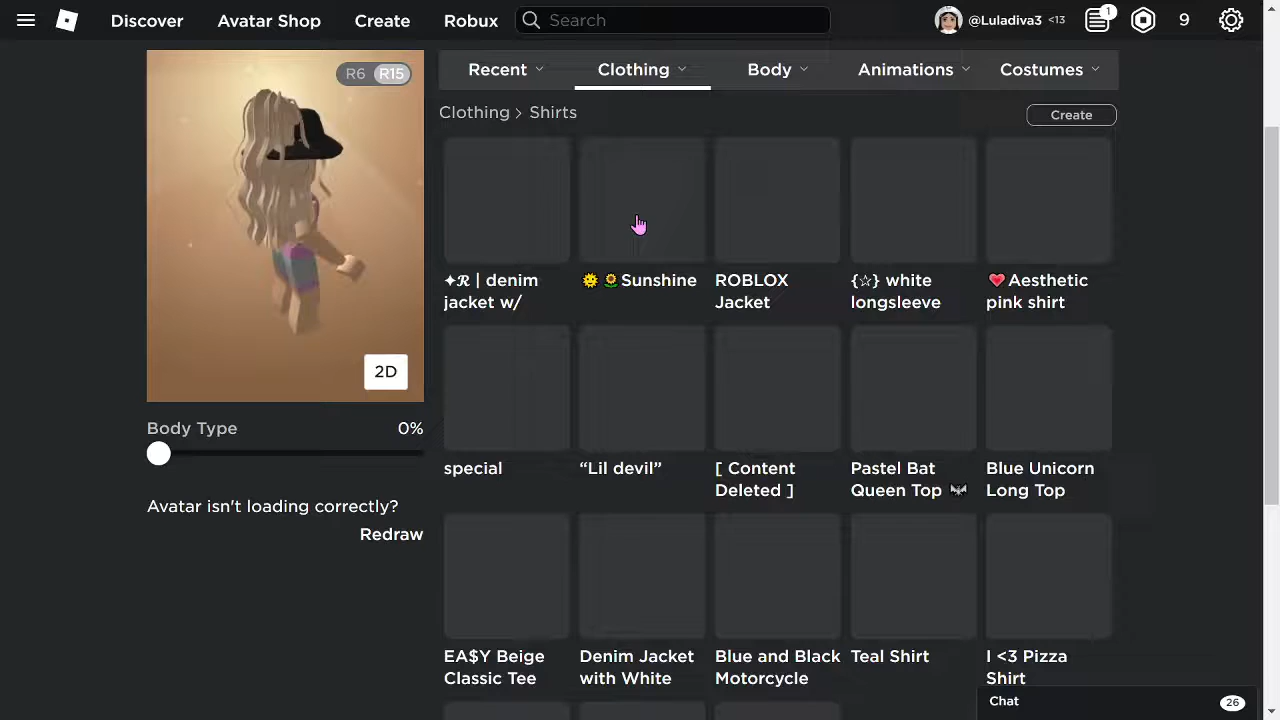 Discover Avatar Shop Create Robux Search @Luladiva3 <13 1 9
R6 R15
Recent Clothing Body Animations Costumes
Clothing > Shirts Create
✦ℛ | denim jacket w/
🌞🌻Sunshine
ROBLOX Jacket
{☆} white longsleeve
❤️Aesthetic pink shirt
2D
Body Type 0%
Avatar isn't loading correctly?
Redraw
special
“Lil devil”
[ Content Deleted ]
Pastel Bat Queen Top 🦇
Blue Unicorn Long Top
EA$Y Beige Classic Tee
Denim Jacket with White
Blue and Black Motorcycle
Teal Shirt
I <3 Pizza Shirt
Chat 26